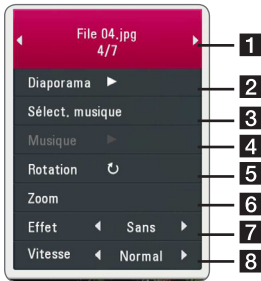 File 04.jpg
4/7
1
Diaporama
2
Sélect. musique
3
Musique
4
Rotation
5
Zoom
6
Effet Sans
7
Vitesse Normal
8